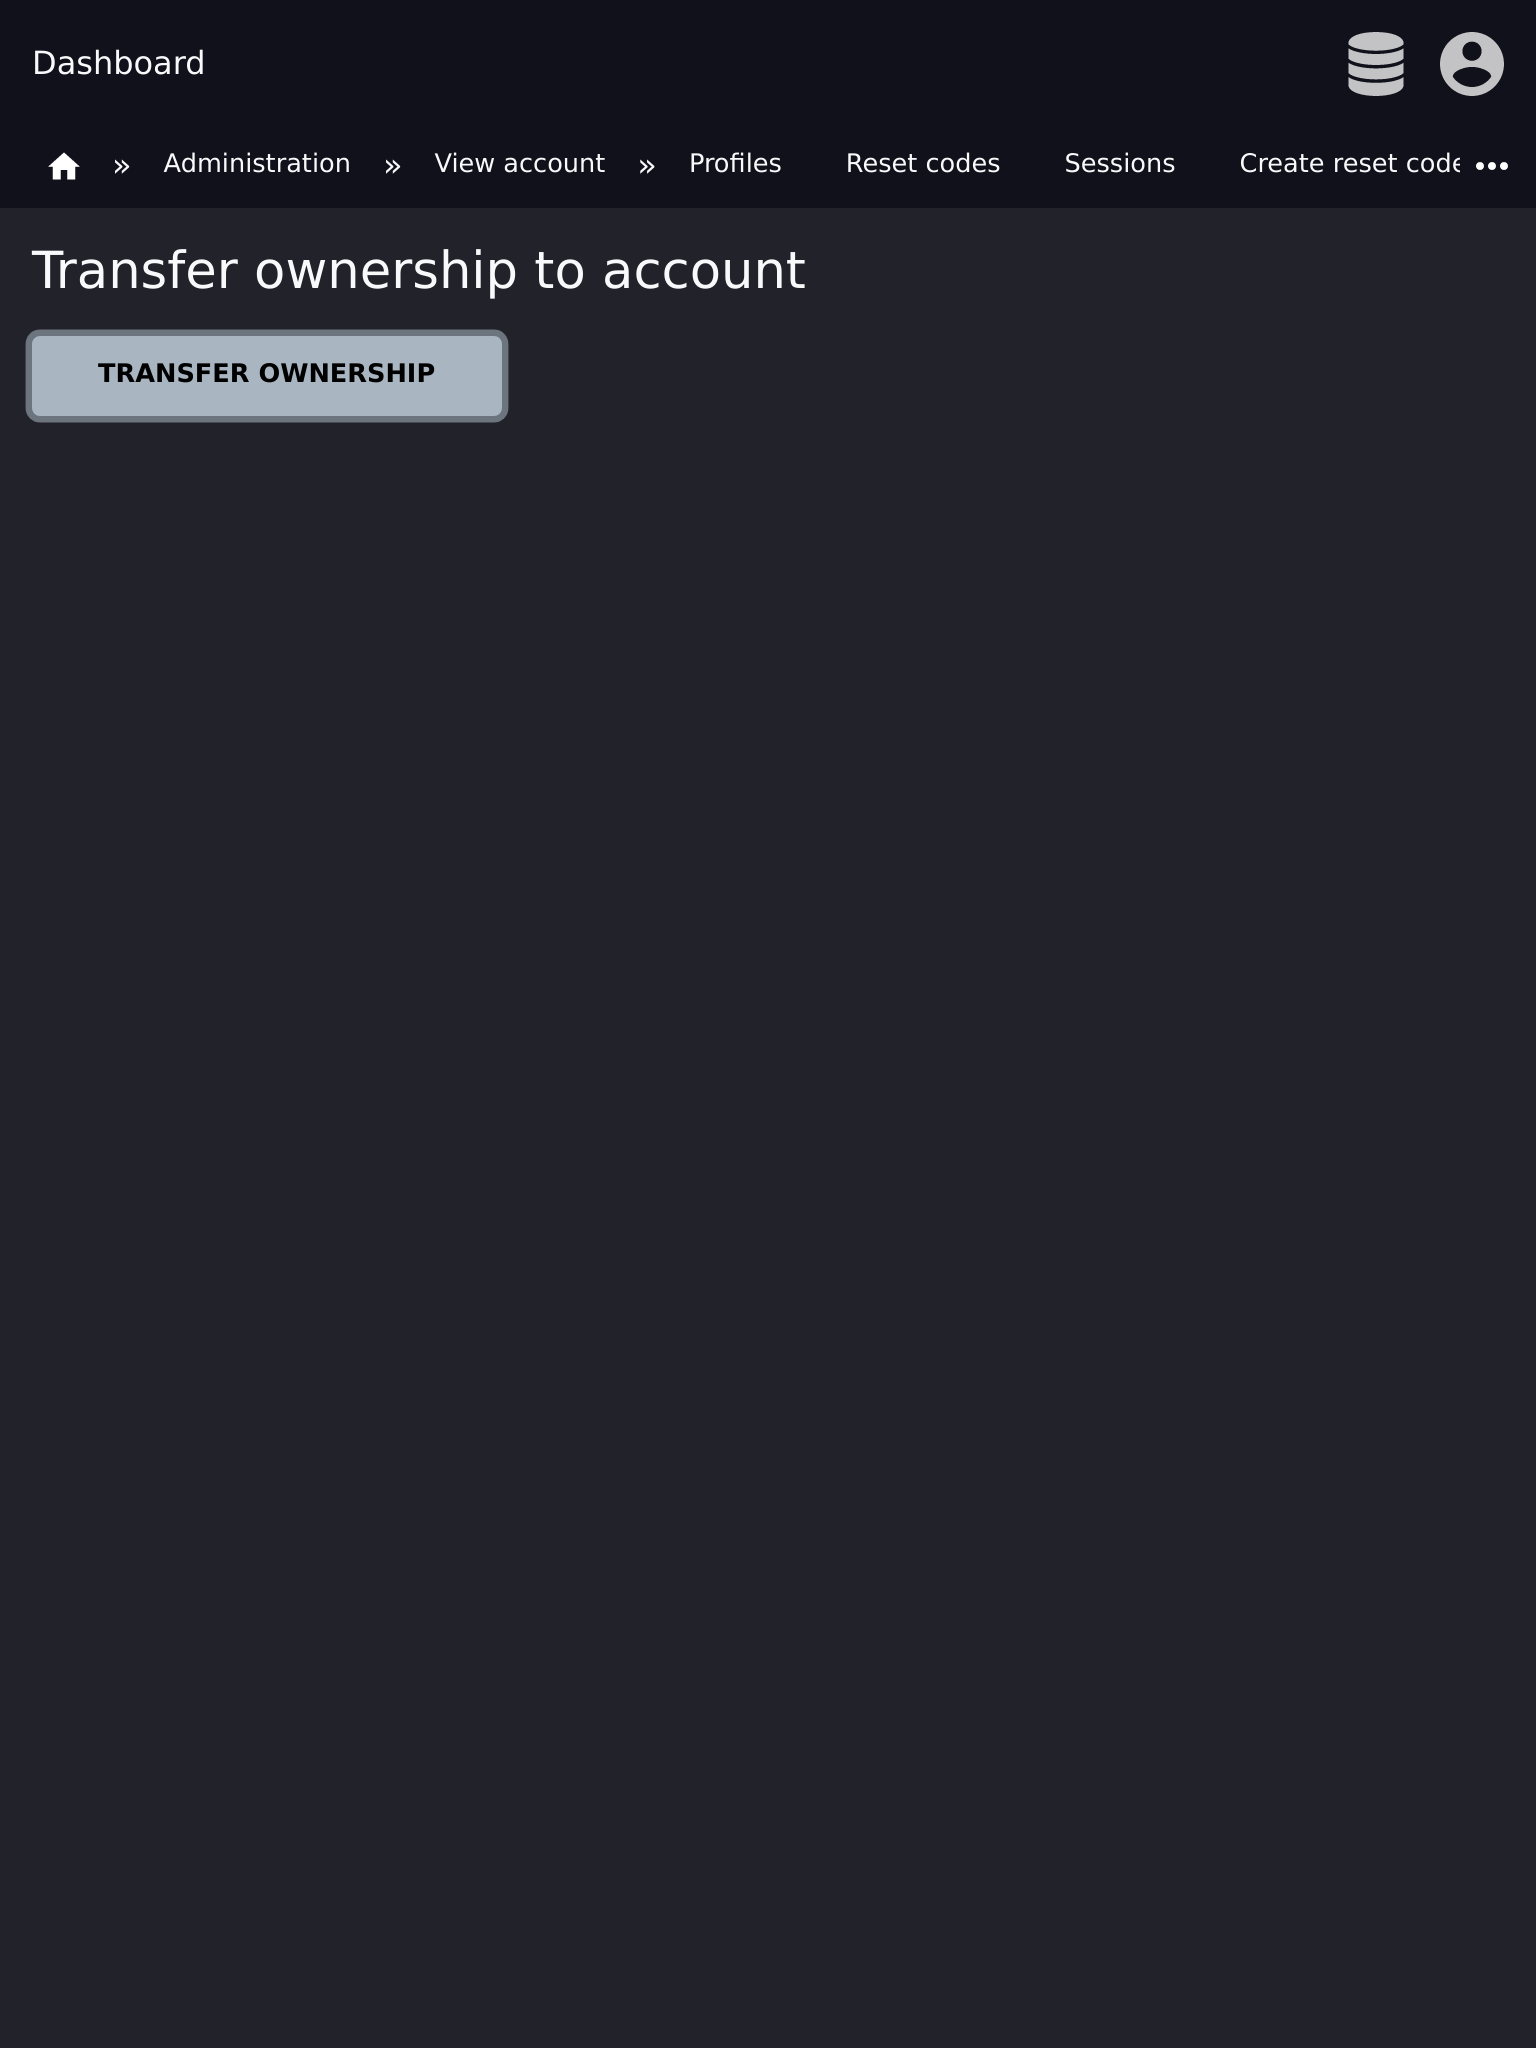 Dashboard
» Administration » View account » Profiles Reset codes Sessions Create reset code
Transfer ownership to account
TRANSFER OWNERSHIP